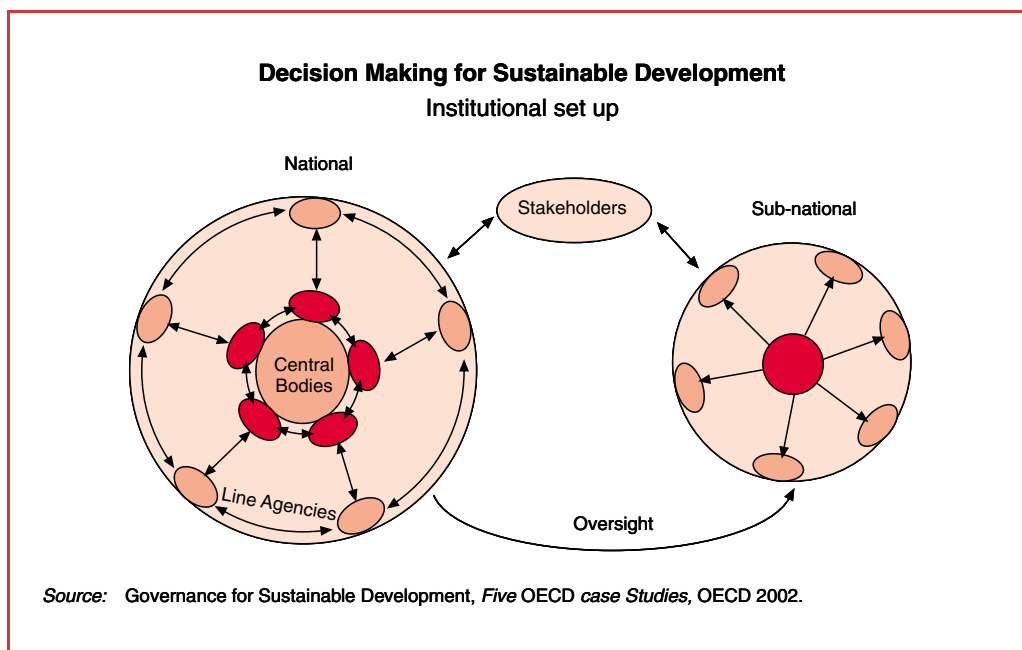 Decision Making for Sustainable Development
Institutional set up
National
Stakeholders
Sub-national
Central
Bodies
Line Agencies
Oversight
Source: Governance for Sustainable Development, Five OECD case Studies, OECD 2002.